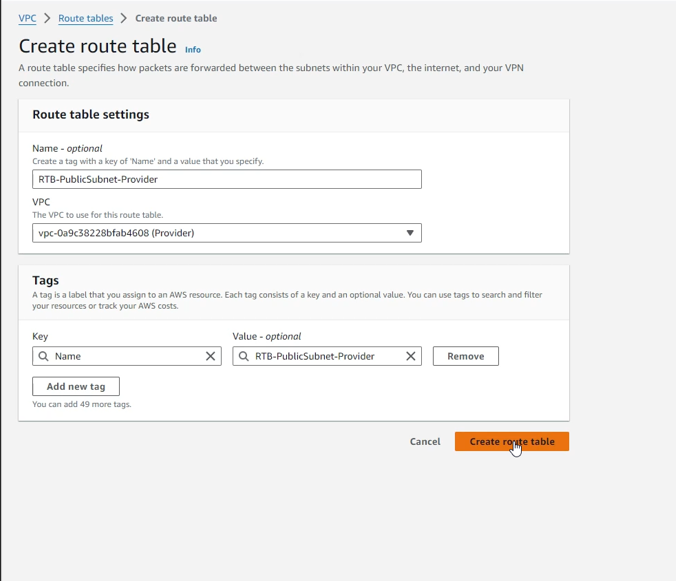 VPC > Route tables > Create route table
Create route table Info
A route table specifies how packets are forwarded between the subnets within your VPC, the internet, and your VPN
connection.
Route table settings
Name - optional
Create a tag with a key of 'Name' and a value that you specify.
RTB-PublicSubnet-Provider
VPC
The VPC to use for this route table.
vpc-0a9c38228bfab4608 (Provider)
Tags
A tag is a label that you assign to an AWS resource. Each tag consists of a key and an optional value. You can use tags to search and filter
your resources or track your AWS costs.
Key Value - optional
Name RTB-PublicSubnet-Provider Remove
Add new tag
You can add 49 more tags.
Cancel Create route table